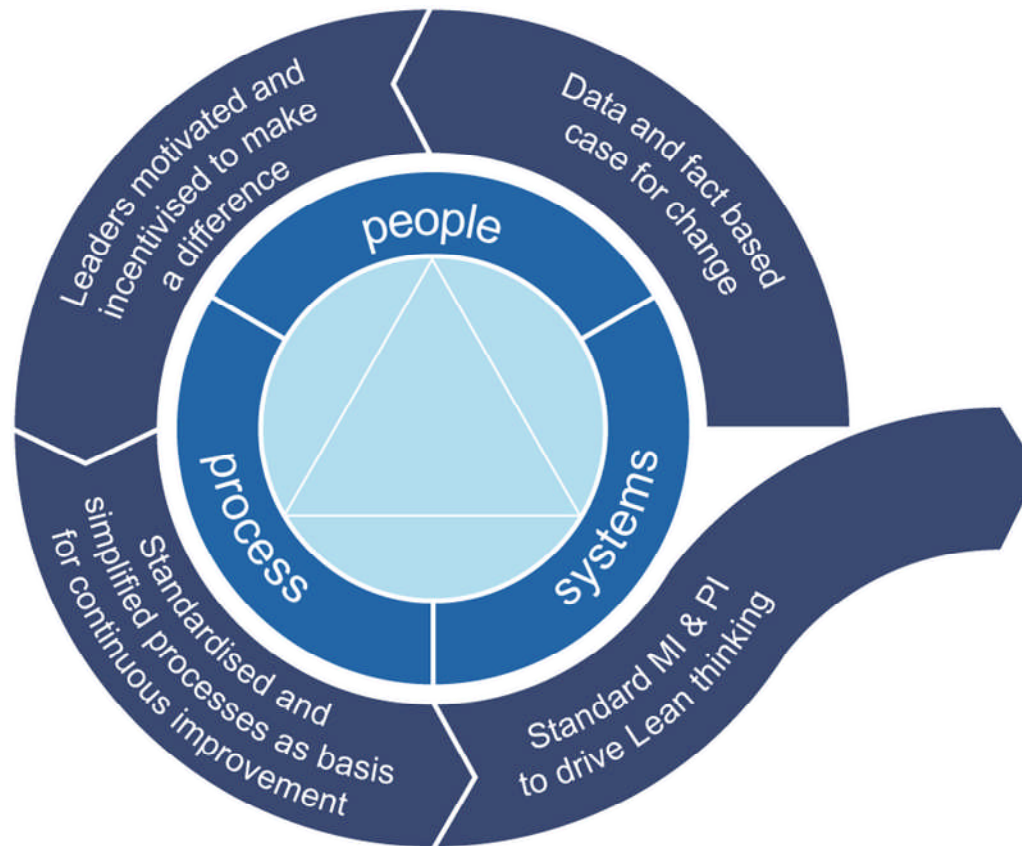 Data and fact based
case for change
Leaders motivated and
incentivised to make
a difference
Standardised and
simplified processes as basis
for continuous improvement
Standard MI & PI
to drive Lean thinking
people
process
systems